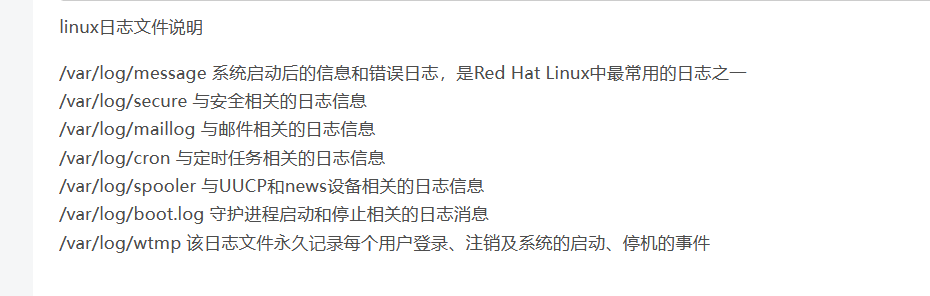 linux日志文件说明
/var/log/message 系统启动后的信息和错误日志，是Red Hat Linux中最常用的日志之一
/var/log/secure 与安全相关的日志信息
/var/log/maillog 与邮件相关的日志信息
/var/log/cron 与定时任务相关的日志信息
/var/log/spooler 与UUCP和news设备相关的日志信息
/var/log/boot.log 守护进程启动和停止相关的日志消息
/var/log/wtmp 该日志文件永久记录每个用户登录、注销及系统的启动、停机的事件